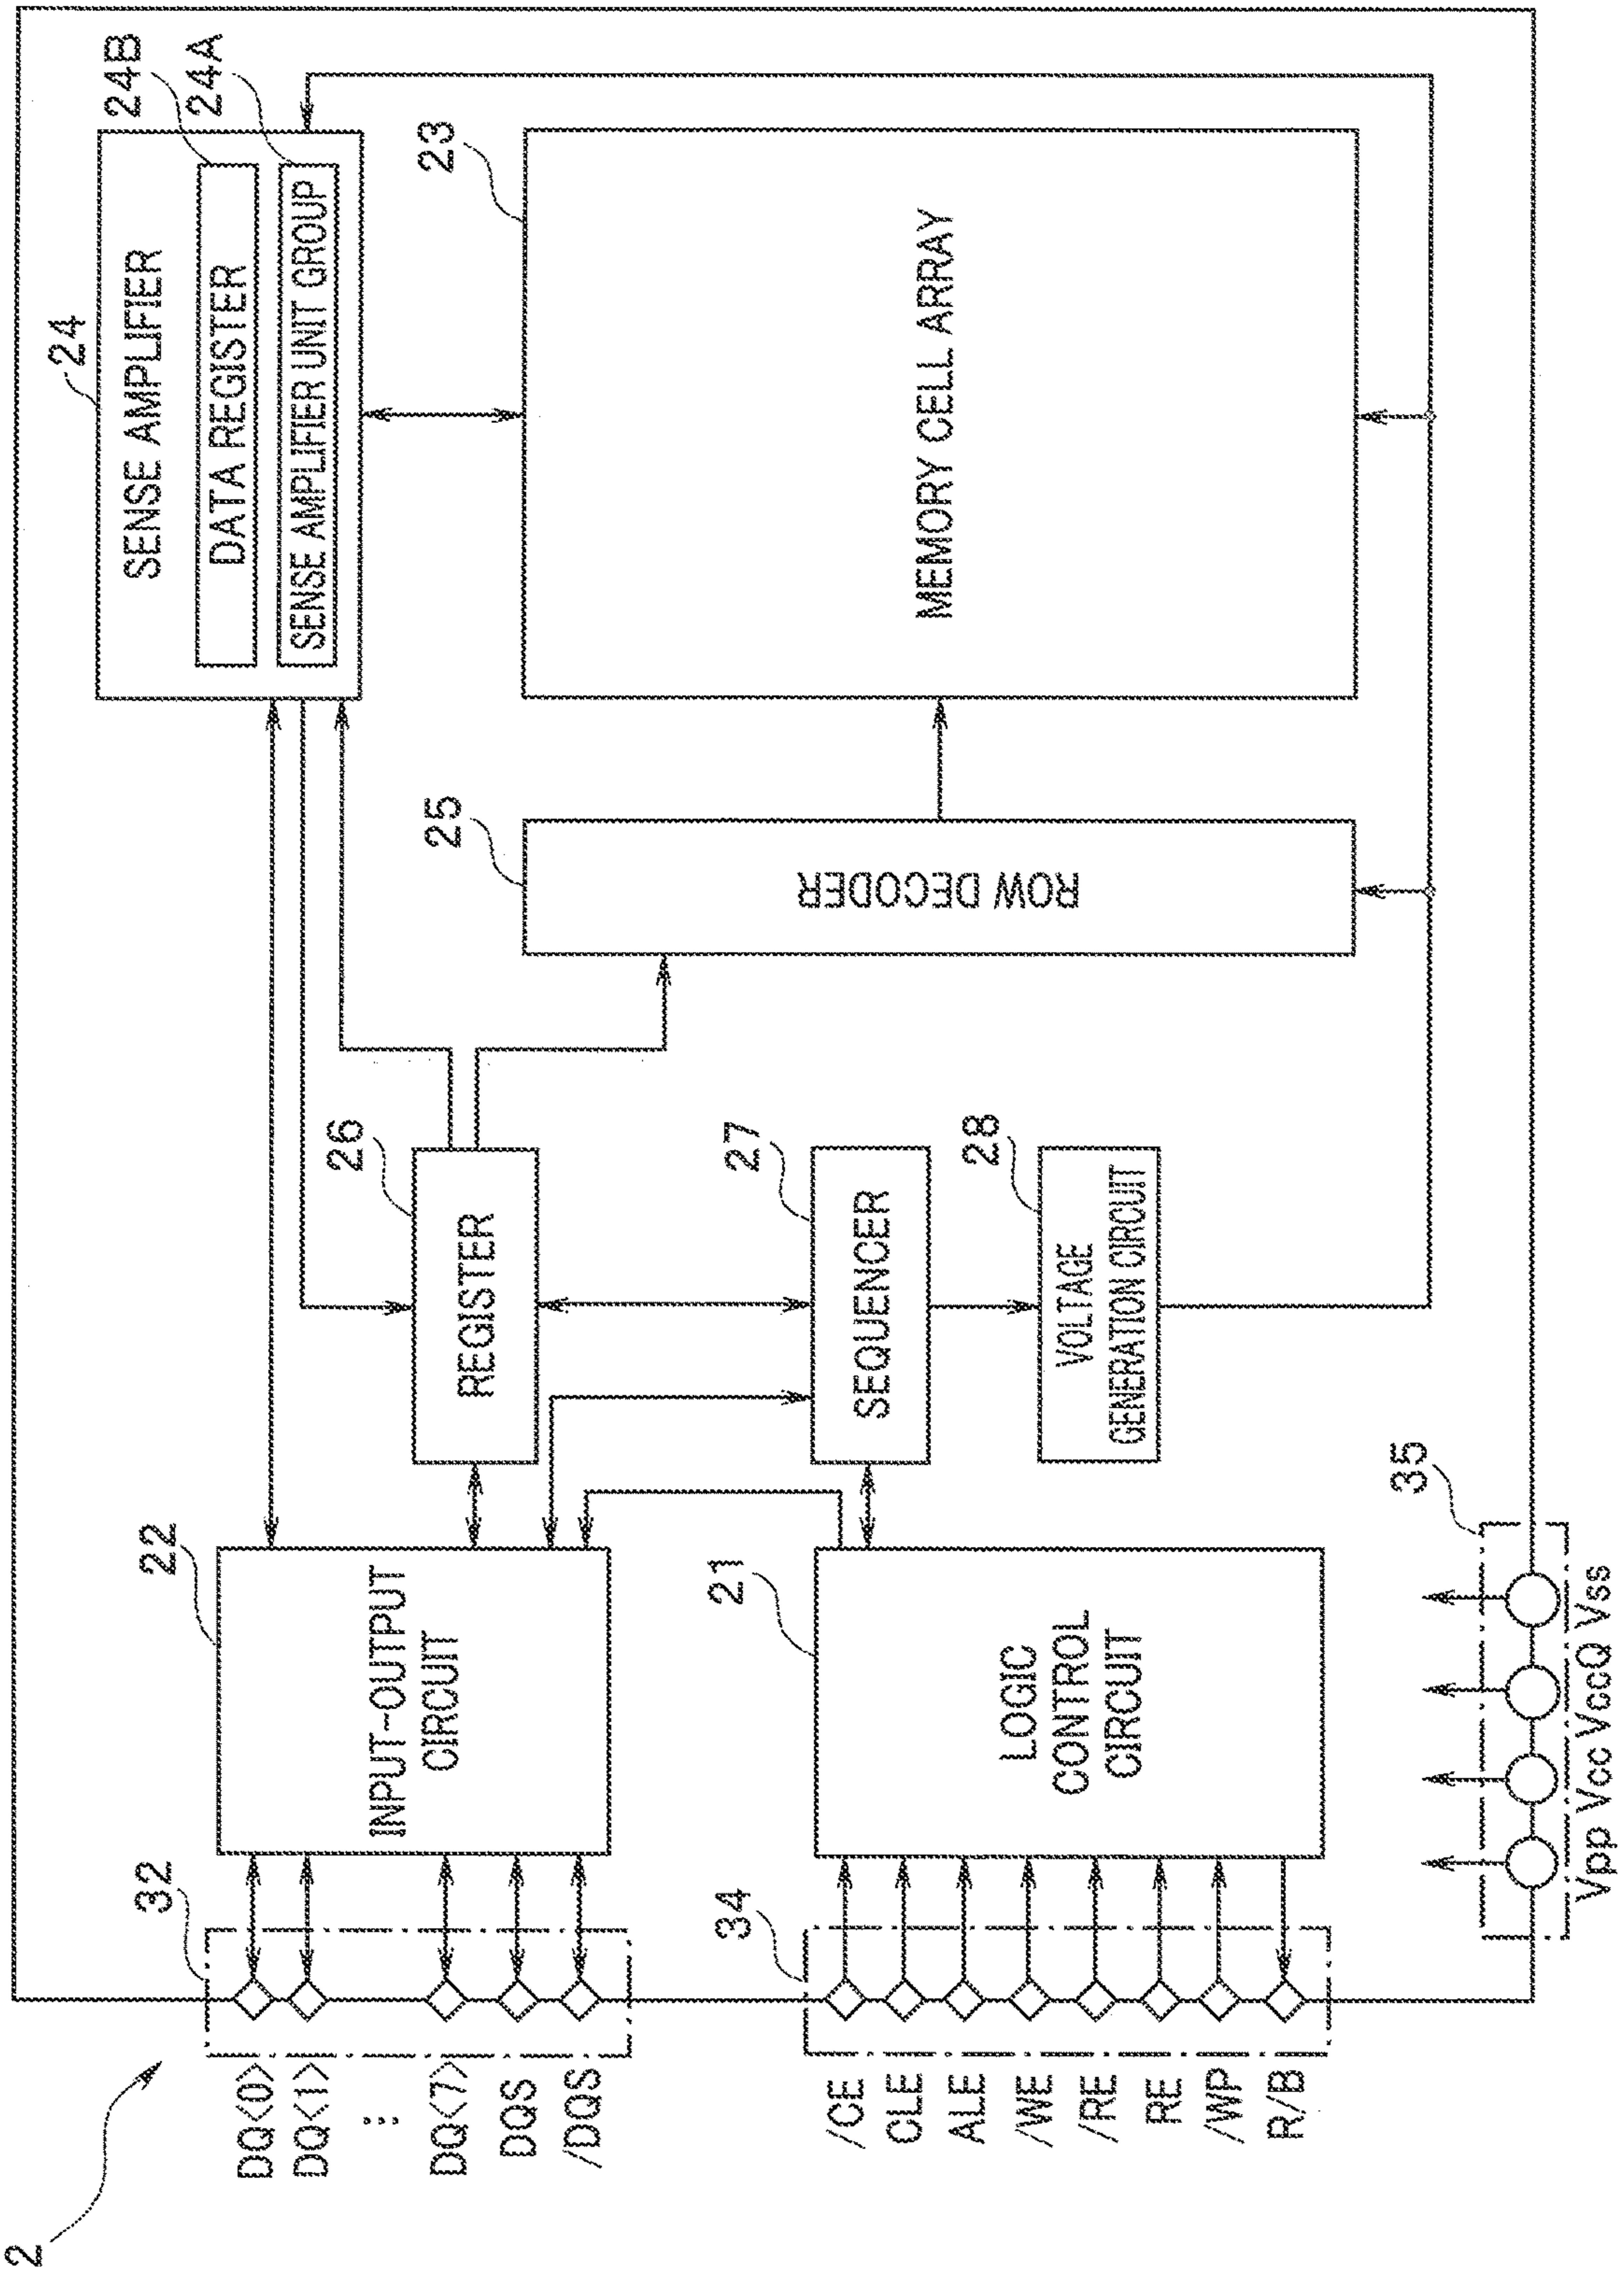 2
32
DQ<0>
DQ<1>
:
DQ<7>
DQS
/DQS
22
INPUT-OUTPUT
CIRCUIT
34
/CE
CLE
ALE
/WE
/RE
RE
/WP
R/B
21
LOGIC
CONTROL
CIRCUIT
26
REGISTER
27
SEQUENCER
28
VOLTAGE
GENERATION CIRCUIT
24
SENSE AMPLIFIER
24B
DATA REGISTER
24A
SENSE AMPLIFIER UNIT GROUP
25
ROW DECODER
23
MEMORY CELL ARRAY
35
Vpp Vcc VccQ Vss